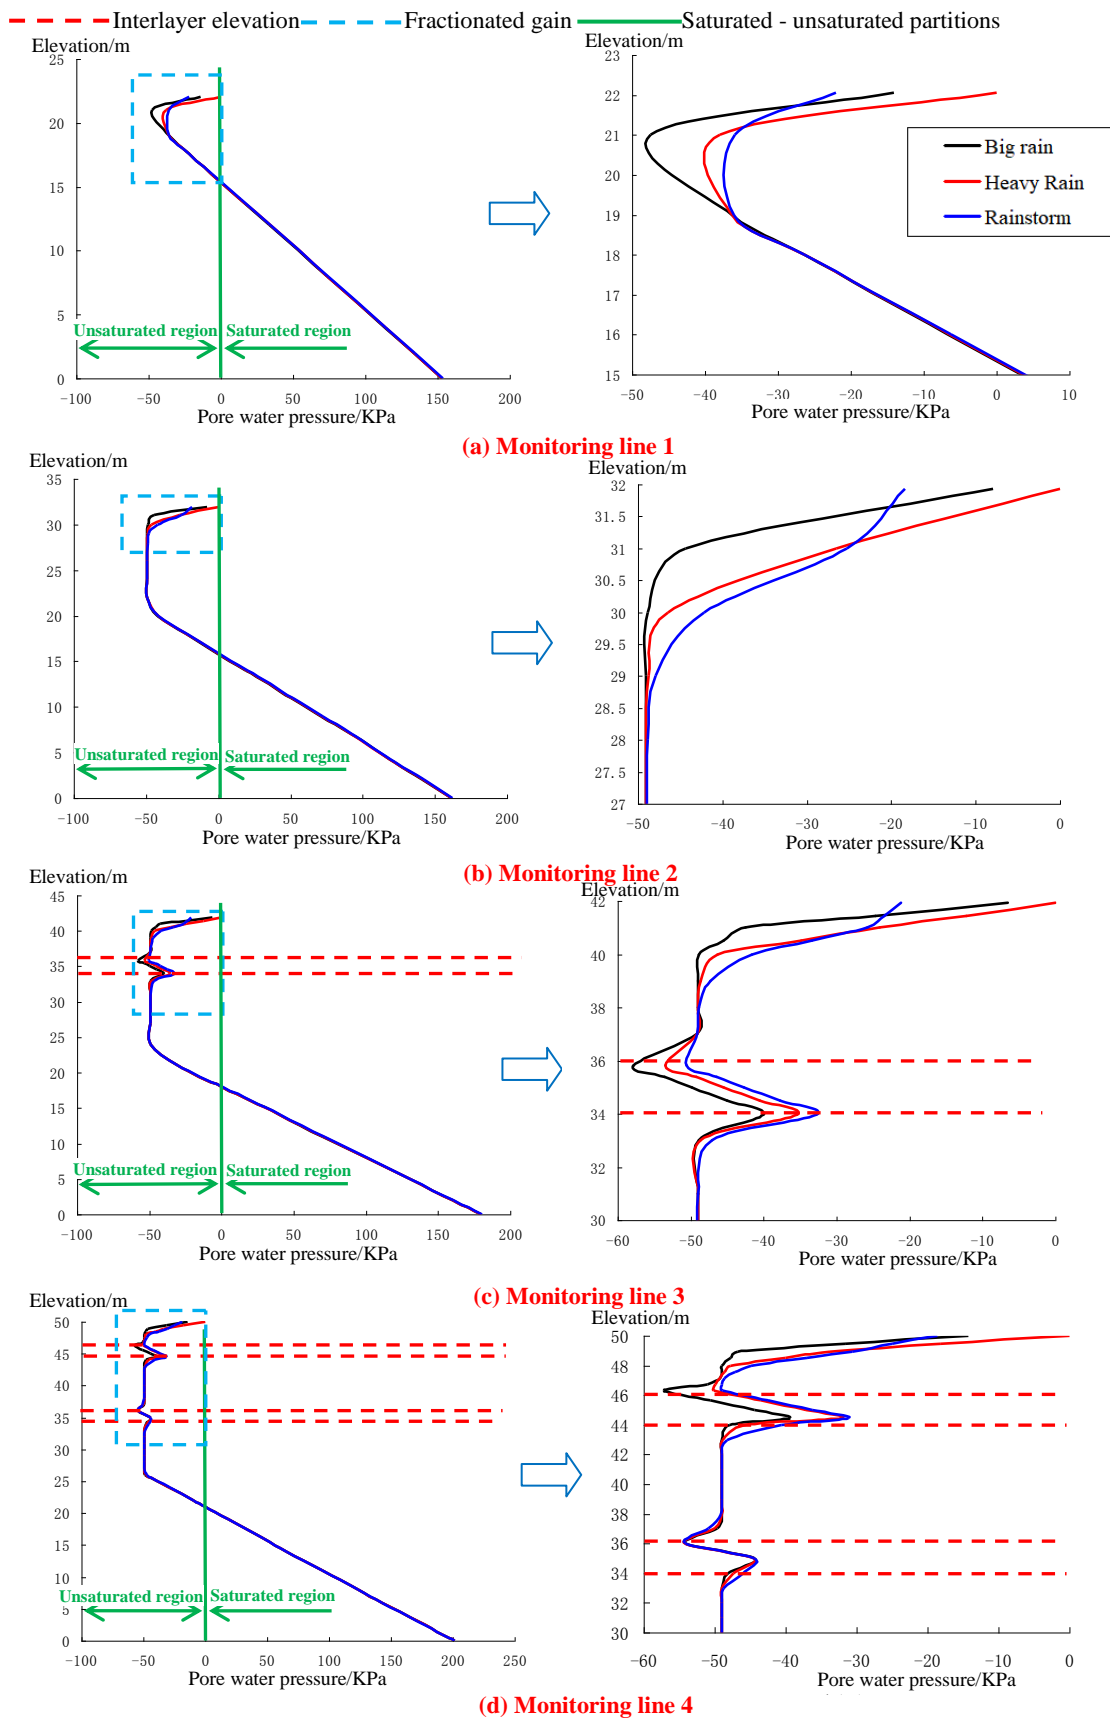 Interlayer elevation Fractionated gain Saturated - unsaturated partitions
Elevation/m
25
20
15
10
5
0
Unsaturated region Saturated region
-100 -50 0 50 100 150 200
Pore water pressure/KPa
23
22
21
20
19
18
17
16
15
Big rain
Heavy Rain
Rainstorm
-50 -40 -30 -20 -10 0 10
Pore water pressure/KPa
(a) Monitoring line 1
Elevation/m
35
30
25
20
15
10
5
0
Unsaturated region Saturated region
-100 -50 0 50 100 150 200
Pore water pressure/KPa
Elevation/m
32
31.5
31
30.5
30
29.5
29
28.5
28
27.5
27
-50 -40 -30 -20 -10 0
Pore water pressure/KPa
(b) Monitoring line 2
Elevation/m
45
40
35
30
25
20
15
10
5
0
Unsaturated region Saturated region
-100 -50 0 50 100 150 200
Pore water pressure/KPa
Elevation/m
42
40
38
36
34
32
30
-60 -50 -40 -30 -20 -10 0
Pore water pressure/KPa
(c) Monitoring line 3
Elevation/m
50
45
40
35
30
25
20
15
10
5
0
Unsaturated region Saturated region
-100 -50 0 50 100 150 200 250
Pore water pressure/KPa
Elevation/m
50
48
46
44
42
40
38
36
34
32
30
-60 -50 -40 -30 -20 -10 0
Pore water pressure/KPa
(d) Monitoring line 4